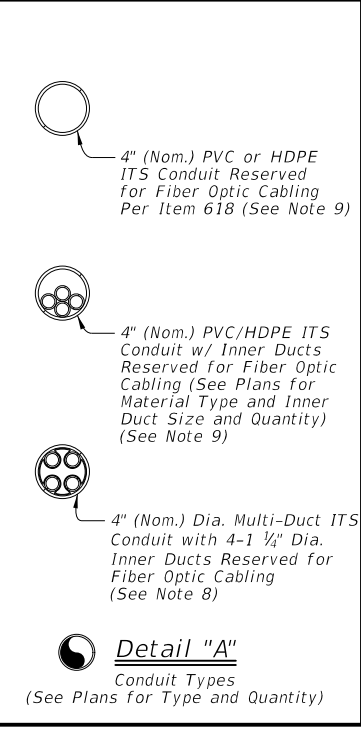 4" (Nom.) PVC or HDPE
ITS Conduit Reserved
for Fiber Optic Cabling
Per Item 618 (See Note 9)
4" (Nom.) PVC/HDPE ITS
Conduit w/ Inner Ducts
Reserved for Fiber Optic
Cabling (See Plans for
Material Type and Inner
Duct Size and Quantity)
(See Note 9)
4" (Nom.) Dia. Multi-Duct ITS
Conduit with 4-1 ¼" Dia.
Inner Ducts Reserved for
Fiber Optic Cabling
(See Note 8)
Detail "A"
Conduit Types
(See Plans for Type and Quantity)